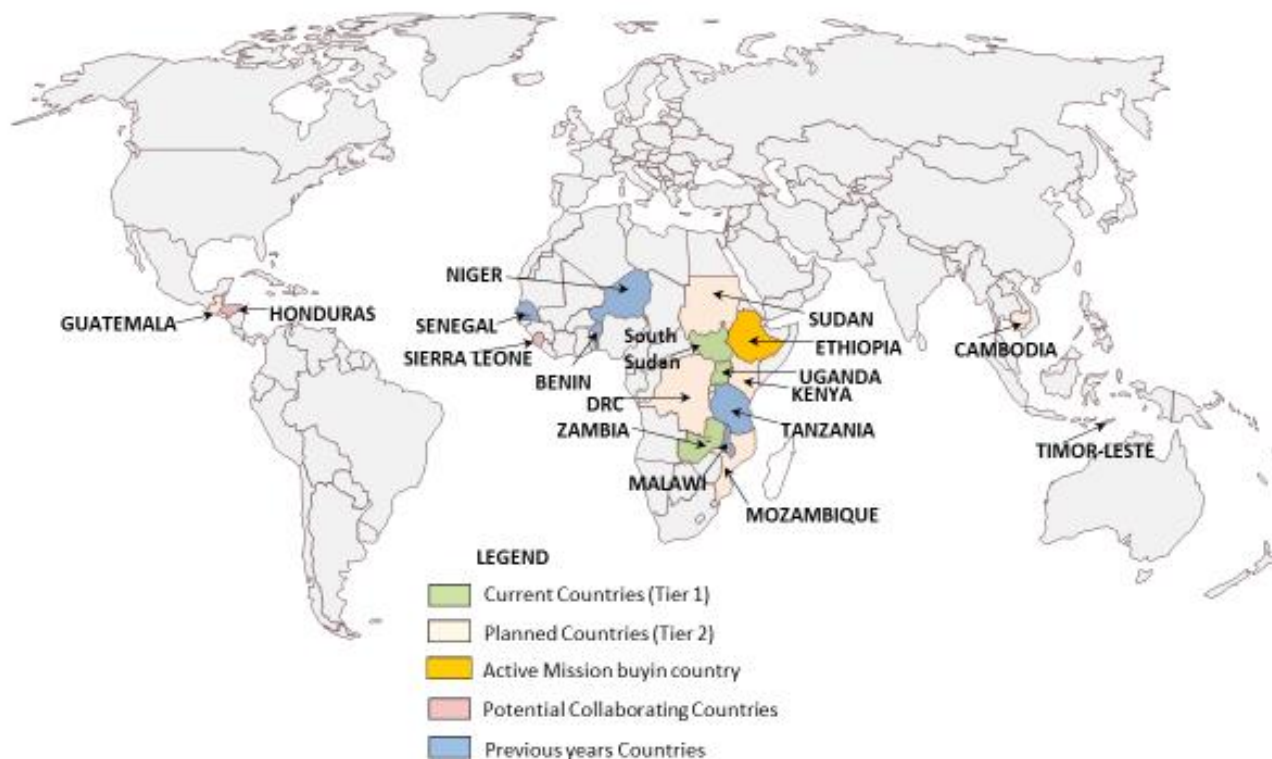 NIGER
GUATEMALA
HONDURAS
SENEGAL
SIERRA LEONE
BENIN
South
Sudan
SUDAN
ETHIOPIA
UGANDA
KENYA
CAMBODIA
DRC
ZAMBIA
TANZANIA
TIMOR-LESTE
MALAWI
MOZAMBIQUE
LEGEND
Current Countries (Tier 1)
Planned Countries (Tier 2)
Active Mission buyin country
Potential Collaborating Countries
Previous years Countries